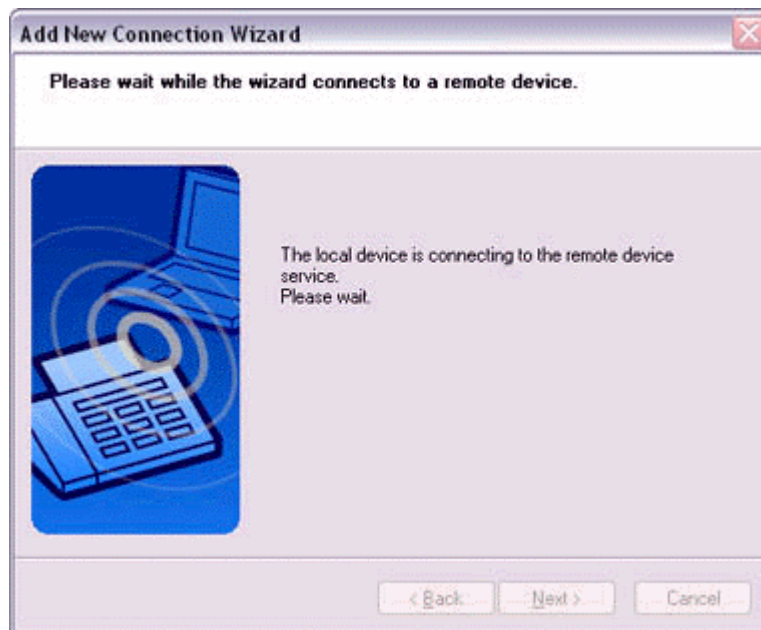 Add New Connection Wizard
Please wait while the wizard connects to a remote device.
The local device is connecting to the remote device
service.
Please wait.
< Back
Next >
Cancel